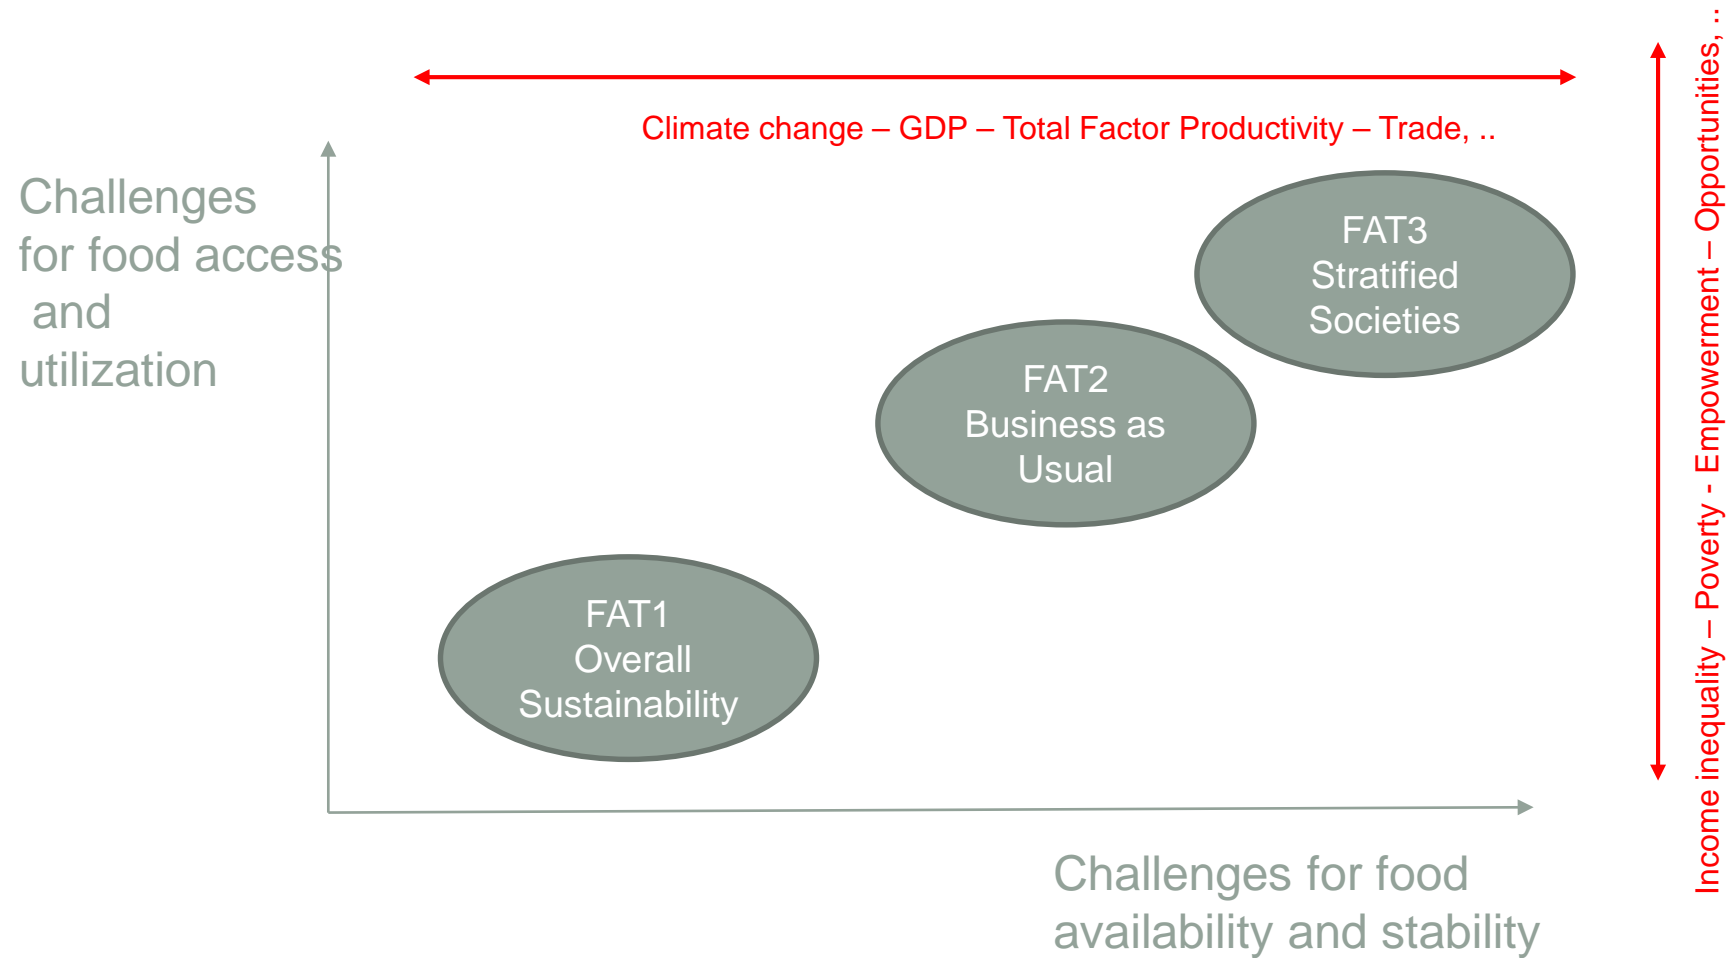 Climate change – GDP – Total Factor Productivity – Trade, ..
Challenges
for food access
and
utilization
FAT3
Stratified
Societies
FAT2
Business as
Usual
FAT1
Overall
Sustainability
Challenges for food
availability and stability
Income inequality – Poverty - Empowerment – Opportunities, ..